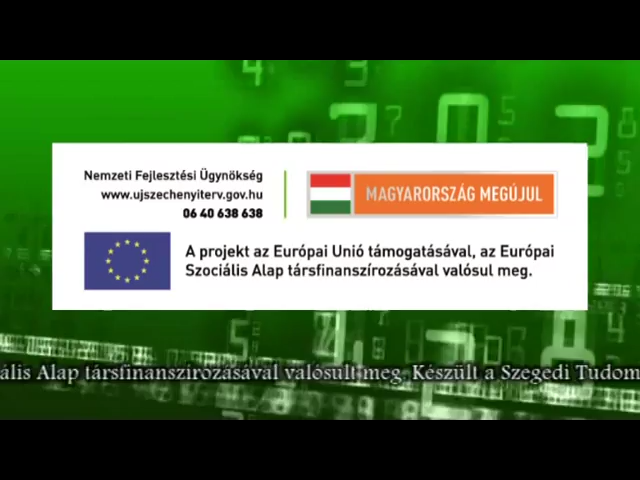 Nemzeti Fejlesztési Ügynökség
www.ujszechenyiterv.gov.hu
06 40 638 638
MAGYARORSZÁG MEGÚJUL
A projekt az Európai Unió támogatásával, az Európai
Szociális Alap társfinanszírozásával valósul meg.
ális Alap társfinanszirozásával valósult meg. Készült a Szegedi Tudom